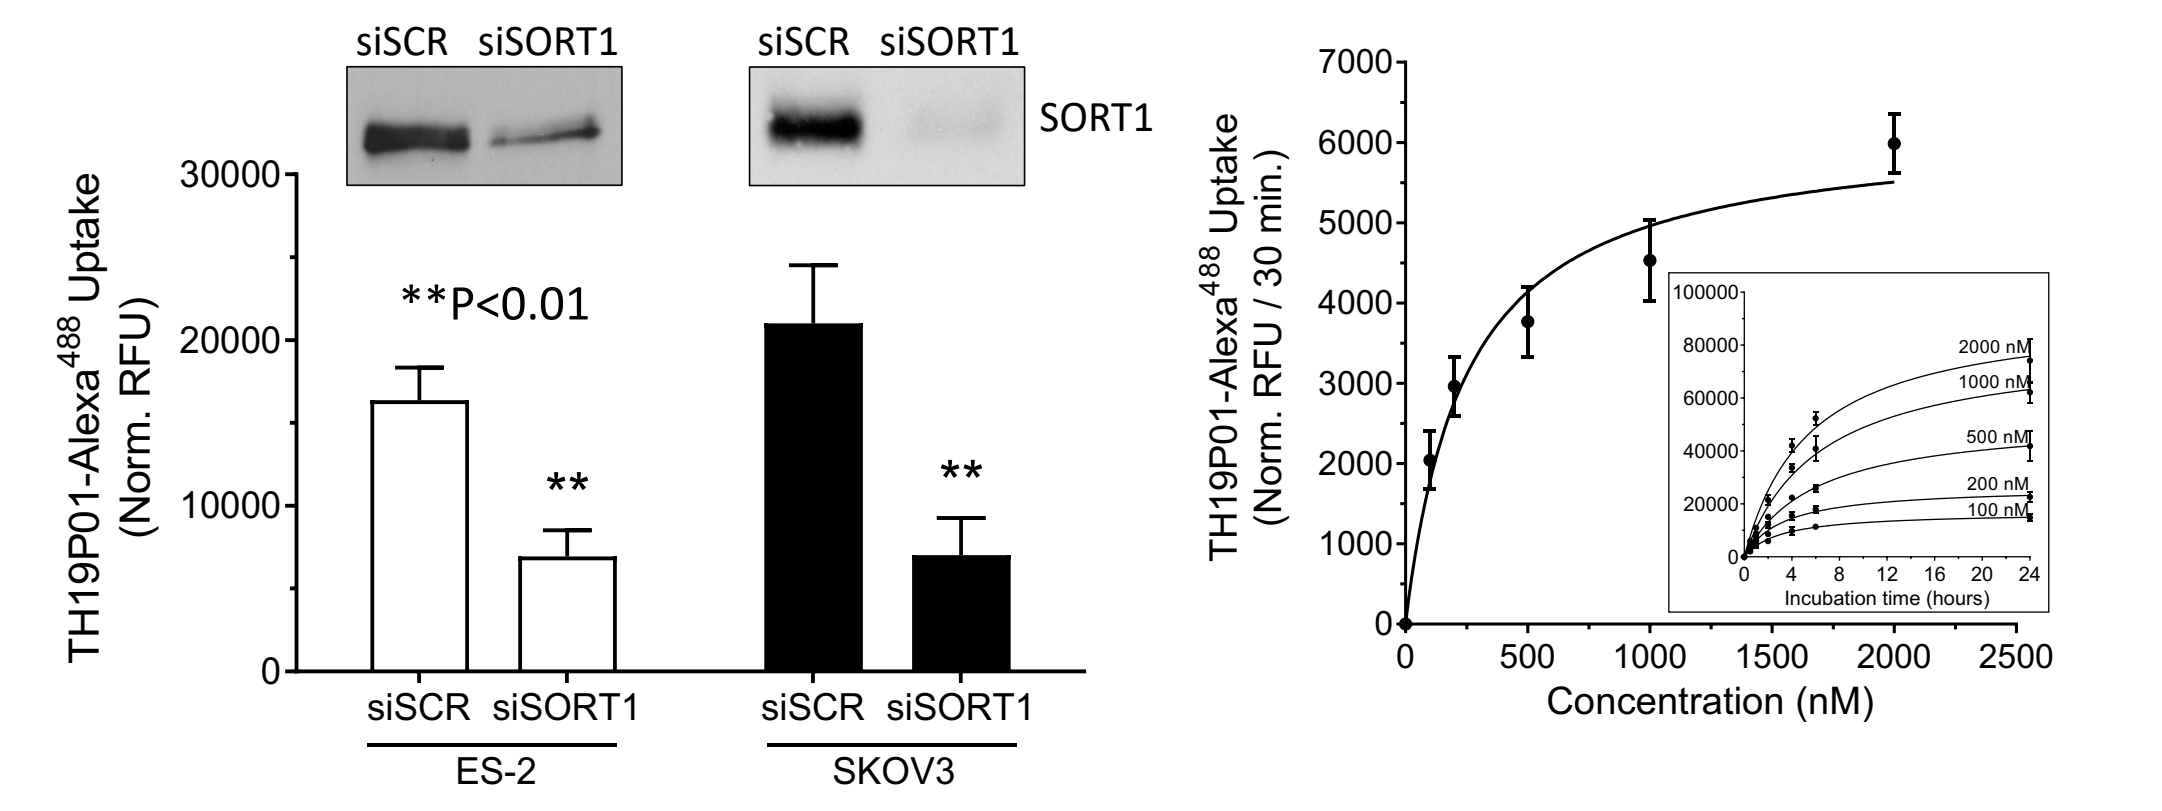 siSCR siSORT1
siSCR siSORT1
SORT1
TH19P01-Alexa488 Uptake
(Norm. RFU)
30000
20000
10000
0
**P<0.01
**
**
siSCR siSORT1
siSCR siSORT1
ES-2
SKOV3
TH19P01-Alexa488 Uptake
(Norm. RFU / 30 min.)
7000
6000
5000
4000
3000
2000
1000
0
0 500 1000 1500 2000 2500
Concentration (nM)
100000
80000
60000
40000
20000
0
2000 nM
1000 nM
500 nM
200 nM
100 nM
0 4 8 12 16 20 24
Incubation time (hours)